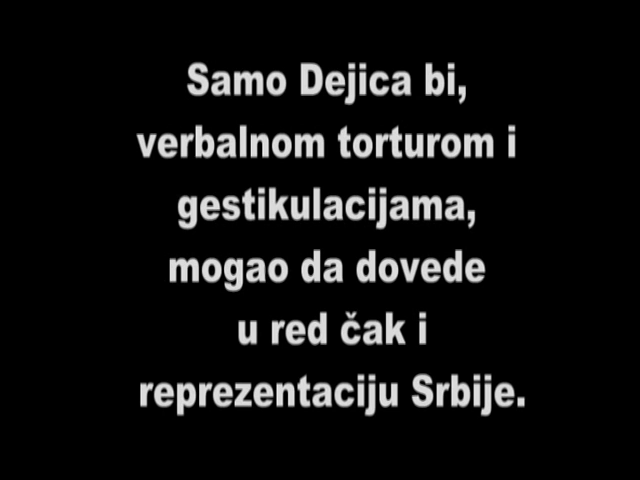 Samo Dejica bi,
verbalnom torturom i
gestikulacijama,
mogao da dovede
u red čak i
reprezentaciju Srbije.